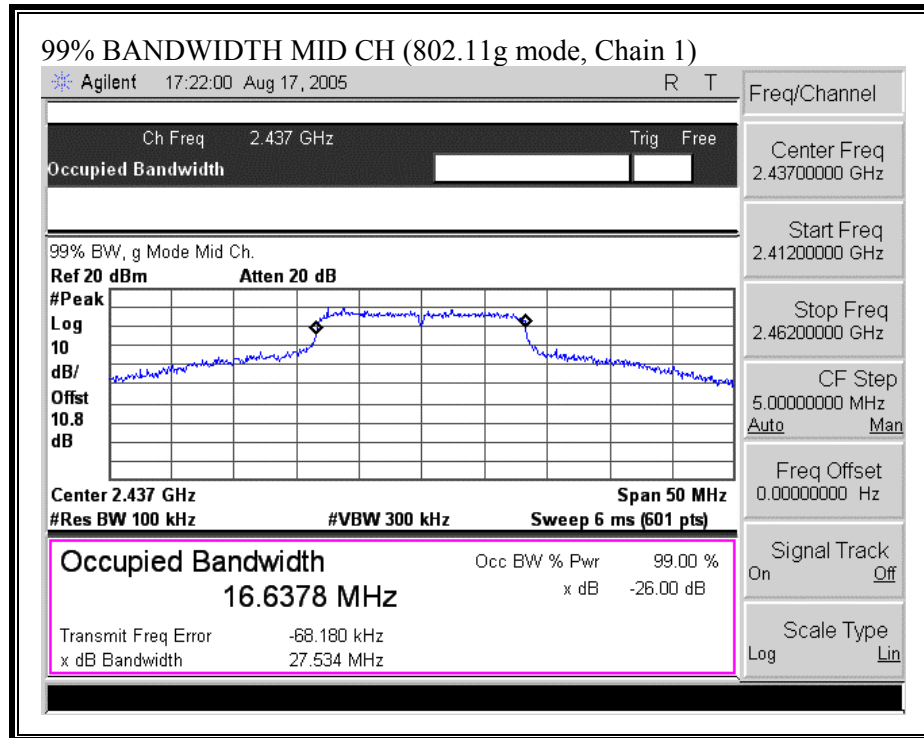 99% BANDWIDTH MID CH (802.11g mode, Chain 1)
Agilent 17:22:00 Aug 17, 2005 R T
Freq/Channel
Ch Freq 2.437 GHz Trig Free
Occupied Bandwidth
Center Freq
2.43700000 GHz
Start Freq
2.41200000 GHz
Stop Freq
2.46200000 GHz
CF Step
5.00000000 MHz
Auto Man
Freq Offset
0.00000000 Hz
Signal Track
On Off
Scale Type
Log Lin
99% BW, g Mode Mid Ch.
Ref 20 dBm Atten 20 dB
#Peak
Log
10
dB/
Offst
10.8
dB
Center 2.437 GHz Span 50 MHz
#Res BW 100 kHz #VBW 300 kHz Sweep 6 ms (601 pts)
Occupied Bandwidth Occ BW % Pwr 99.00 %
16.6378 MHz x dB -26.00 dB
Transmit Freq Error -68.180 kHz
x dB Bandwidth 27.534 MHz